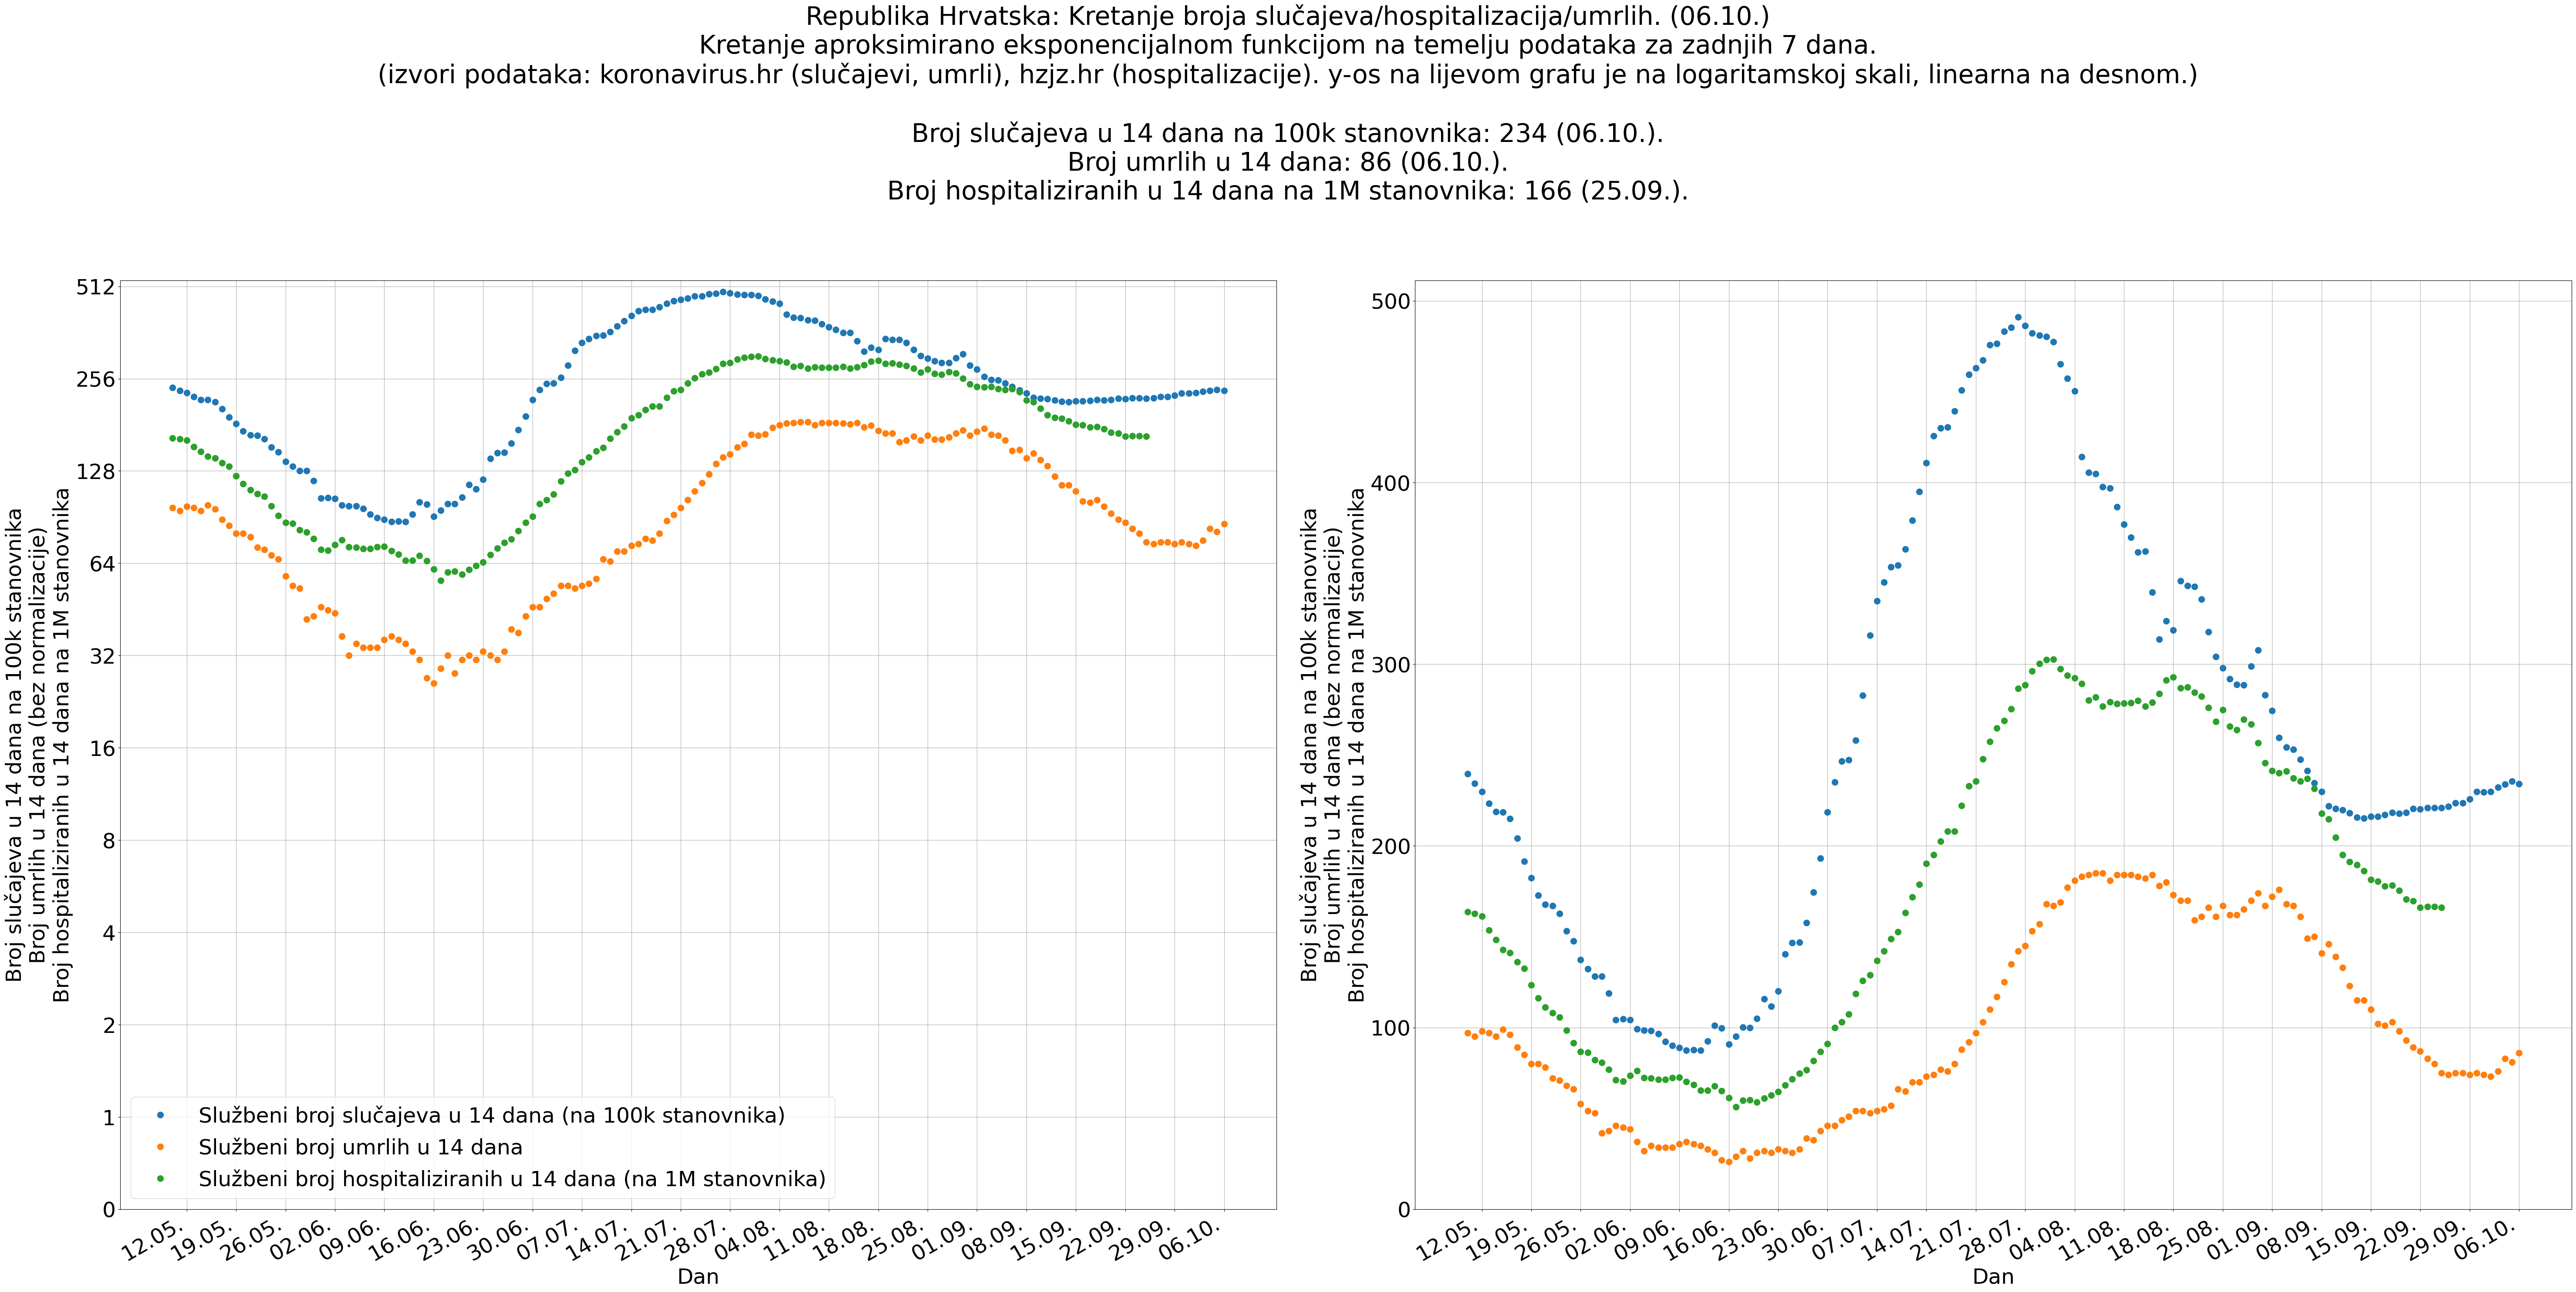 Republika Hrvatska: Kretanje broja slučajeva/hospitalizacija/umrlih. (06.10.)
Kretanje aproksimirano eksponencijalnom funkcijom na temelju podataka za zadnjih 7 dana.
(izvori podataka: koronavirus.hr (slučajevi, umrli), hzjz.hr (hospitalizacije). y-os na lijevom grafu je na logaritamskoj skali, linearna na desnom.)
Broj slučajeva u 14 dana na 100k stanovnika: 234 (06.10.).
Broj umrlih u 14 dana: 86 (06.10.).
Broj hospitaliziranih u 14 dana na 1M stanovnika: 166 (25.09.).
Broj slučajeva u 14 dana na 100k stanovnika
Broj umrlih u 14 dana (bez normalizacije)
Broj hospitaliziranih u 14 dana na 1M stanovnika
512
256
128
64
32
16
8
4
2
1
0
Službeni broj slučajeva u 14 dana (na 100k stanovnika)
Službeni broj umrlih u 14 dana
Službeni broj hospitaliziranih u 14 dana (na 1M stanovnika)
12.05. 19.05. 26.05. 02.06. 09.06. 16.06. 23.06. 30.06. 07.07. 14.07. 21.07. 28.07. 04.08. 11.08. 18.08. 25.08. 01.09. 08.09. 15.09. 22.09. 29.09. 06.10.
Dan
Broj slučajeva u 14 dana na 100k stanovnika
Broj umrlih u 14 dana (bez normalizacije)
Broj hospitaliziranih u 14 dana na 1M stanovnika
500
400
300
200
100
0
12.05. 19.05. 26.05. 02.06. 09.06. 16.06. 23.06. 30.06. 07.07. 14.07. 21.07. 28.07. 04.08. 11.08. 18.08. 25.08. 01.09. 08.09. 15.09. 22.09. 29.09. 06.10.
Dan